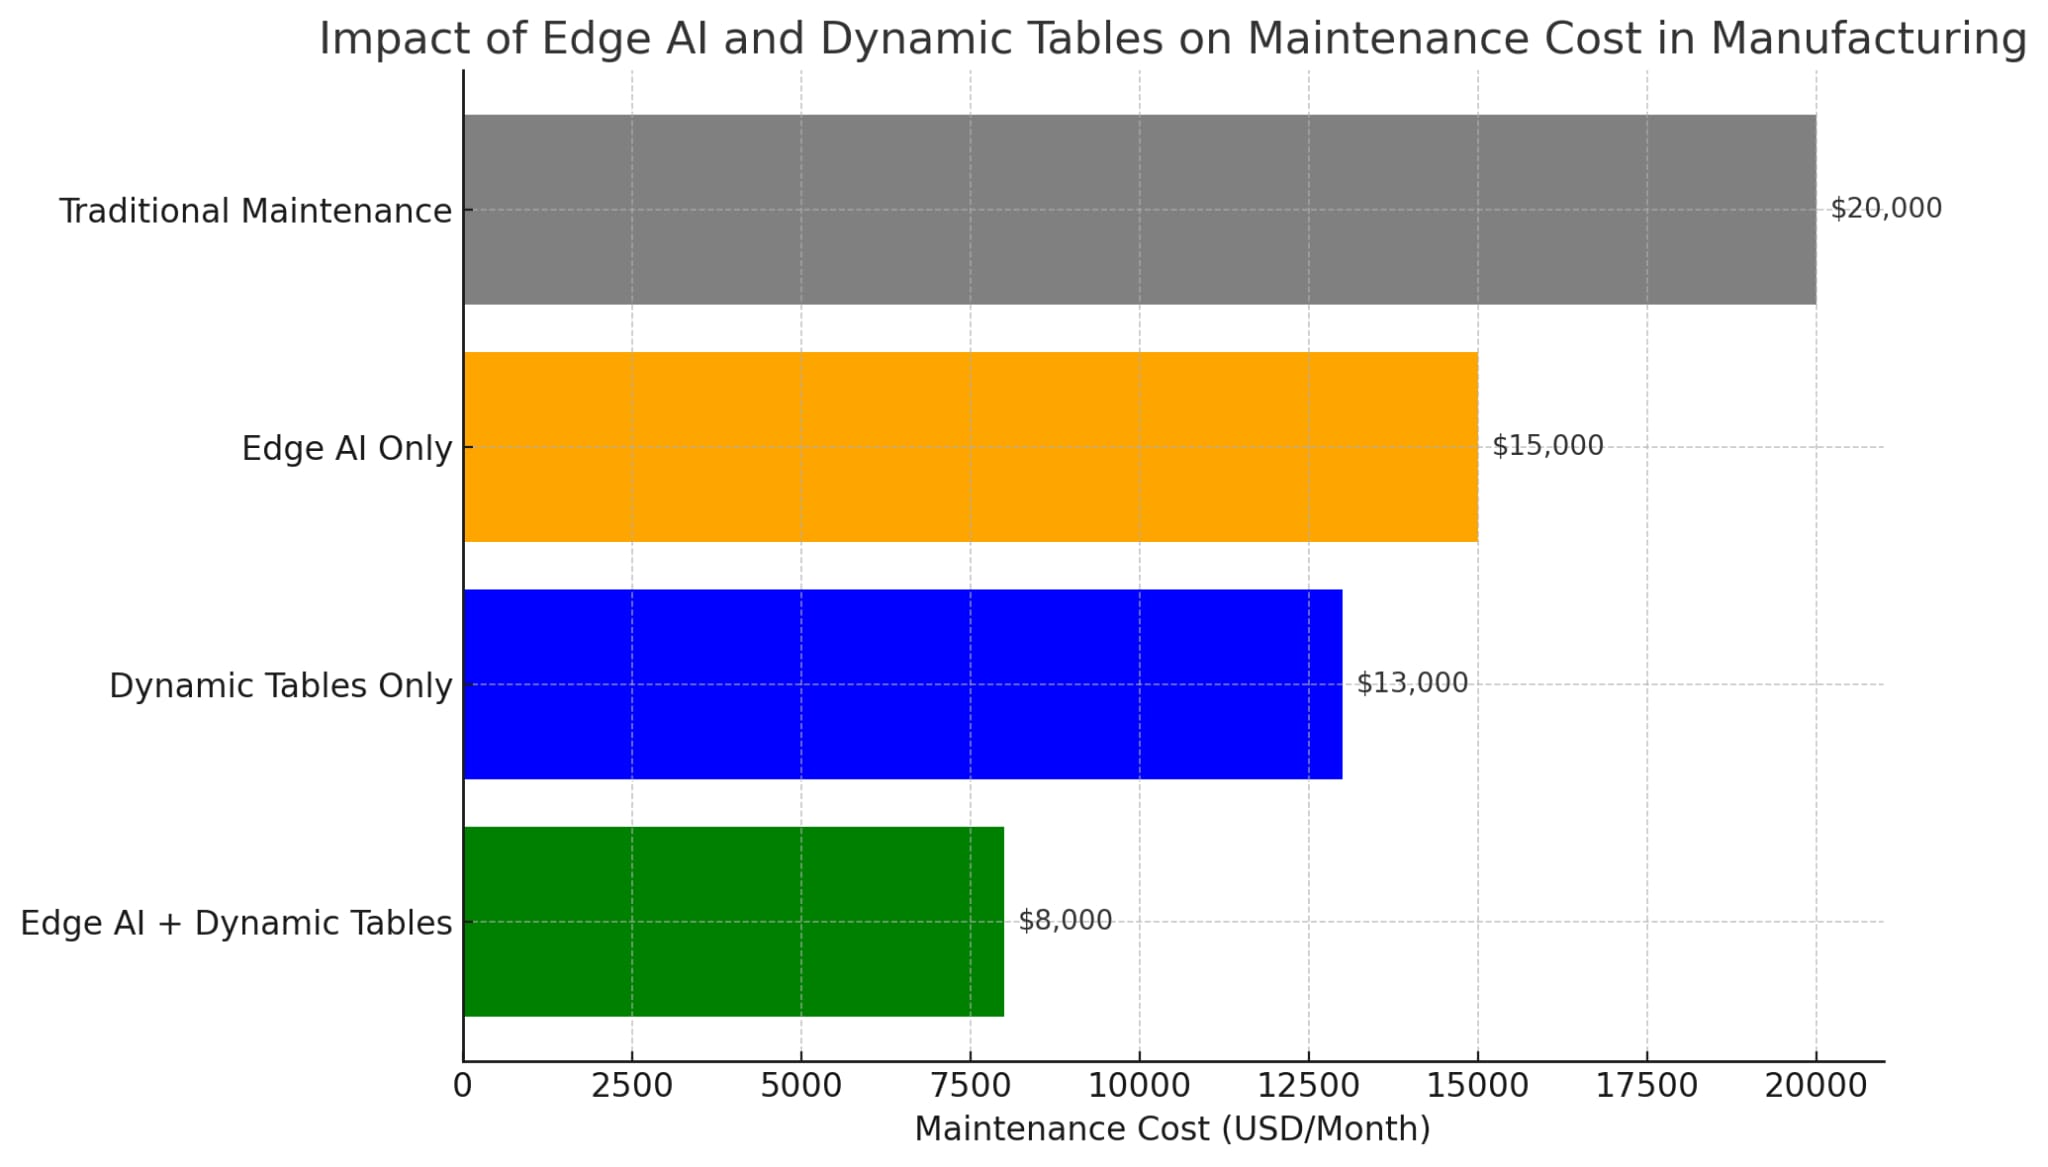 Impact of Edge AI and Dynamic Tables on Maintenance Cost in Manufacturing
Traditional Maintenance
$20,000
Edge AI Only
$15,000
Dynamic Tables Only
$13,000
Edge AI + Dynamic Tables
$8,000
0 2500 5000 7500 10000 12500 15000 17500 20000
Maintenance Cost (USD/Month)